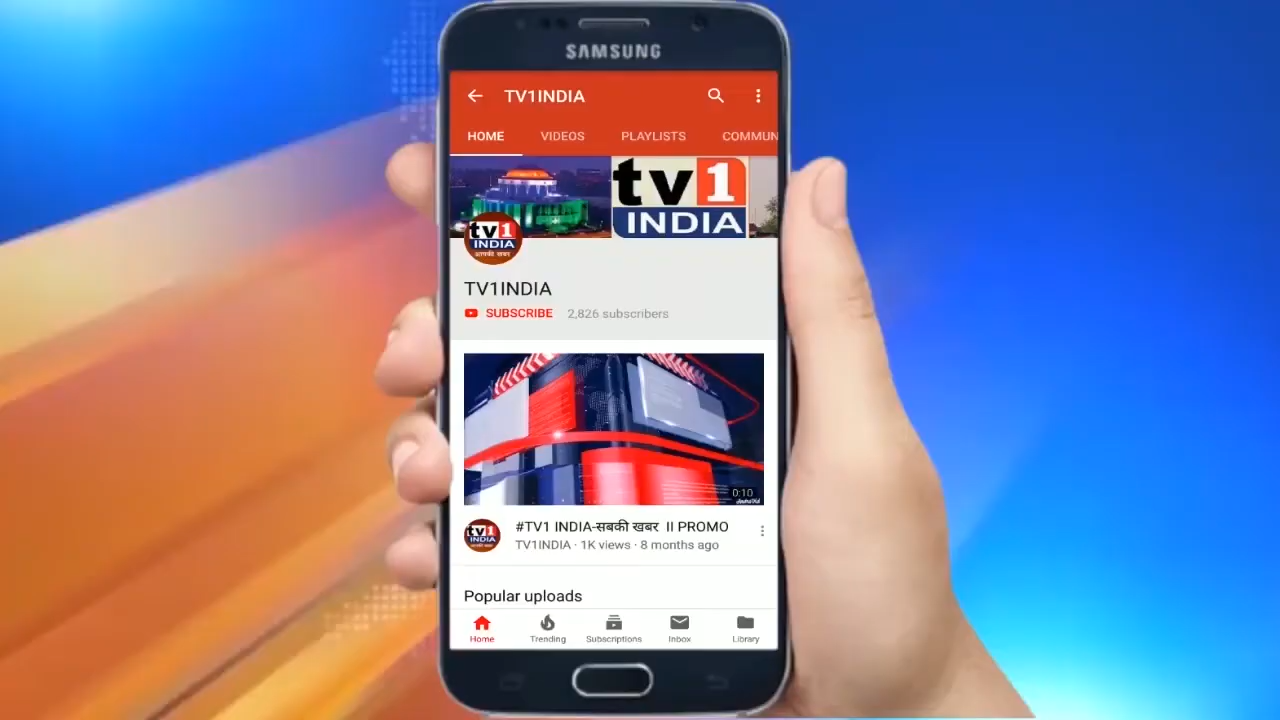 SAMSUNG
TV1INDIA
HOME VIDEOS PLAYLISTS COMMUN
tv1
INDIA
tv1
INDIA
आपकी खबर
TV1INDIA
SUBSCRIBE 2,826 subscribers
0:10
#TV1 INDIA-सबकी खबर II PROMO
TV1INDIA · 1K views · 8 months ago
tv1
INDIA
Popular uploads
Home Trending Subscriptions Inbox Library